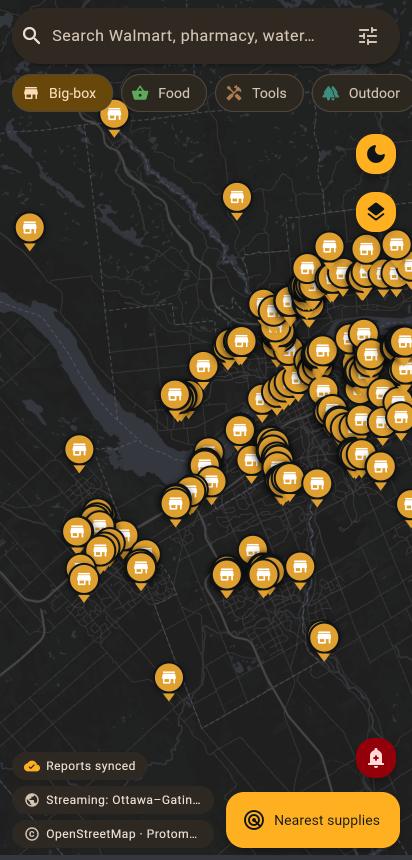 Search Walmart, pharmacy, water…
Big-box
Food
Tools
Outdoor
Reports synced
Streaming: Ottawa–Gatin…
OpenStreetMap · Protom…
Nearest supplies